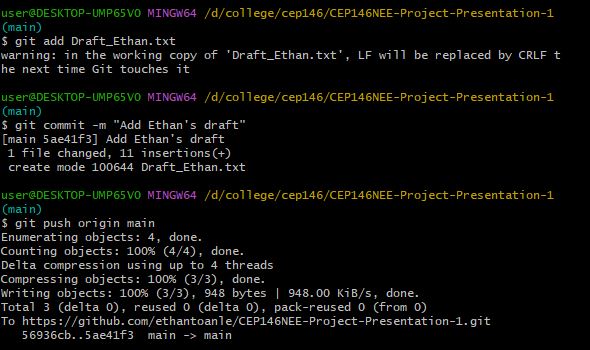 user@DESKTOP-UMP65VO MINGW64 /d/college/cep146/CEP146NEE-Project-Presentation-1
(main)
$ git add Draft_Ethan.txt
warning: in the working copy of 'Draft_Ethan.txt', LF will be replaced by CRLF t
he next time Git touches it
user@DESKTOP-UMP65VO MINGW64 /d/college/cep146/CEP146NEE-Project-Presentation-1
(main)
$ git commit -m "Add Ethan's draft"
[main 5ae41f3] Add Ethan's draft
 1 file changed, 11 insertions(+)
 create mode 100644 Draft_Ethan.txt
user@DESKTOP-UMP65VO MINGW64 /d/college/cep146/CEP146NEE-Project-Presentation-1
(main)
$ git push origin main
Enumerating objects: 4, done.
Counting objects: 100% (4/4), done.
Delta compression using up to 4 threads
Compressing objects: 100% (3/3), done.
Writing objects: 100% (3/3), 948 bytes | 948.00 KiB/s, done.
Total 3 (delta 0), reused 0 (delta 0), pack-reused 0 (from 0)
To https://github.com/ethantoanle/CEP146NEE-Project-Presentation-1.git
   56936cb..5ae41f3  main -> main